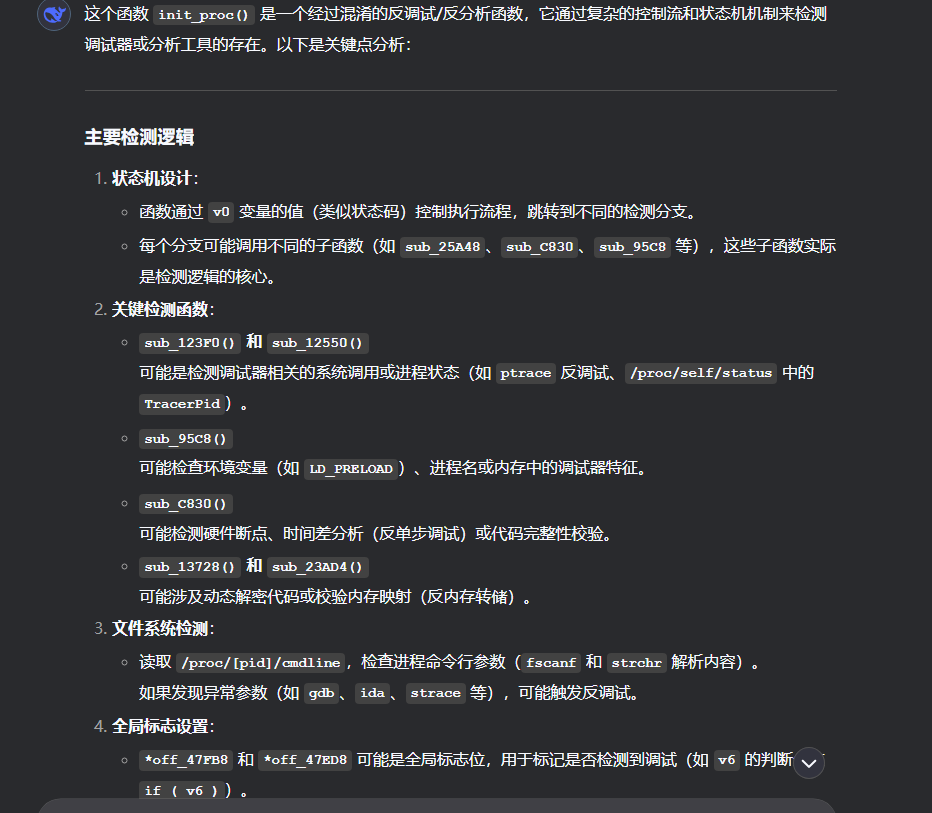 这个函数 init_proc() 是一个经过混淆的反调试/反分析函数，它通过复杂的控制流和状态机机制来检测
调试器或分析工具的存在。以下是关键点分析：
主要检测逻辑
1. 状态机设计：
○ 函数通过 v0 变量的值（类似状态码）控制执行流程，跳转到不同的检测分支。
○ 每个分支可能调用不同的子函数（如 sub_25A48、sub_C830、sub_95C8 等），这些子函数实际
是检测逻辑的核心。
2. 关键检测函数：
○ sub_123F0() 和 sub_12550()
可能是检测调试器相关的系统调用或进程状态（如 ptrace 反调试、/proc/self/status 中的
TracerPid）。
○ sub_95C8()
可能检查环境变量（如 LD_PRELOAD）、进程名或内存中的调试器特征。
○ sub_C830()
可能检测硬件断点、时间差分析（反单步调试）或代码完整性校验。
○ sub_13728() 和 sub_23AD4()
可能涉及动态解密代码或校验内存映射（反内存转储）。
3. 文件系统检测：
○ 读取 /proc/[pid]/cmdline，检查进程命令行参数（fscanf 和 strchr 解析内容）。
如果发现异常参数（如 gdb、ida、strace 等），可能触发反调试。
4. 全局标志设置：
○ *off_47FB8 和 *off_47ED8 可能是全局标志位，用于标记是否检测到调试（如 v6 的判断
if ( v6 )）。